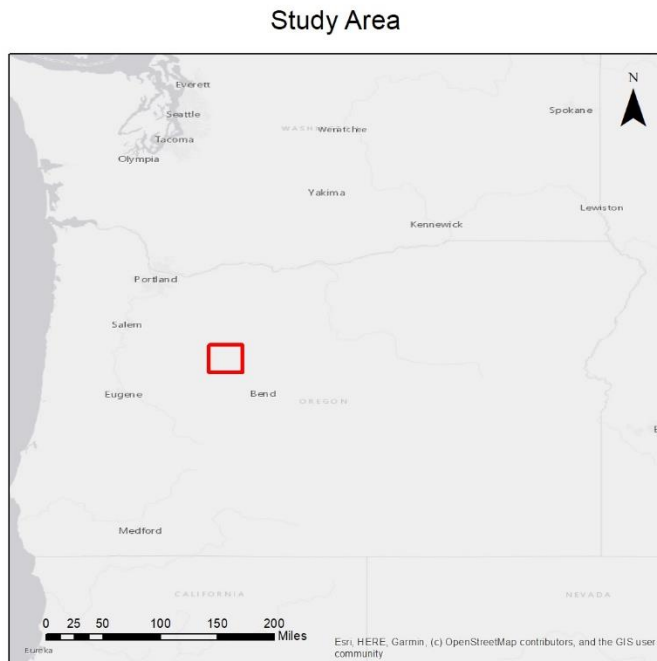 Study Area
N
Everett
Spokane
Seattle
Wenatchee
Tacoma
Olympia
Yakima
Lewiston
Kennewick
Portland
Salem
Eugene
Bend
OREGON
Medford
CALIFORNIA
NEVADA
0 25 50 100 150 200
Miles
Esri, HERE, Garmin, (c) OpenStreetMap contributors, and the GIS user
community
Eureka